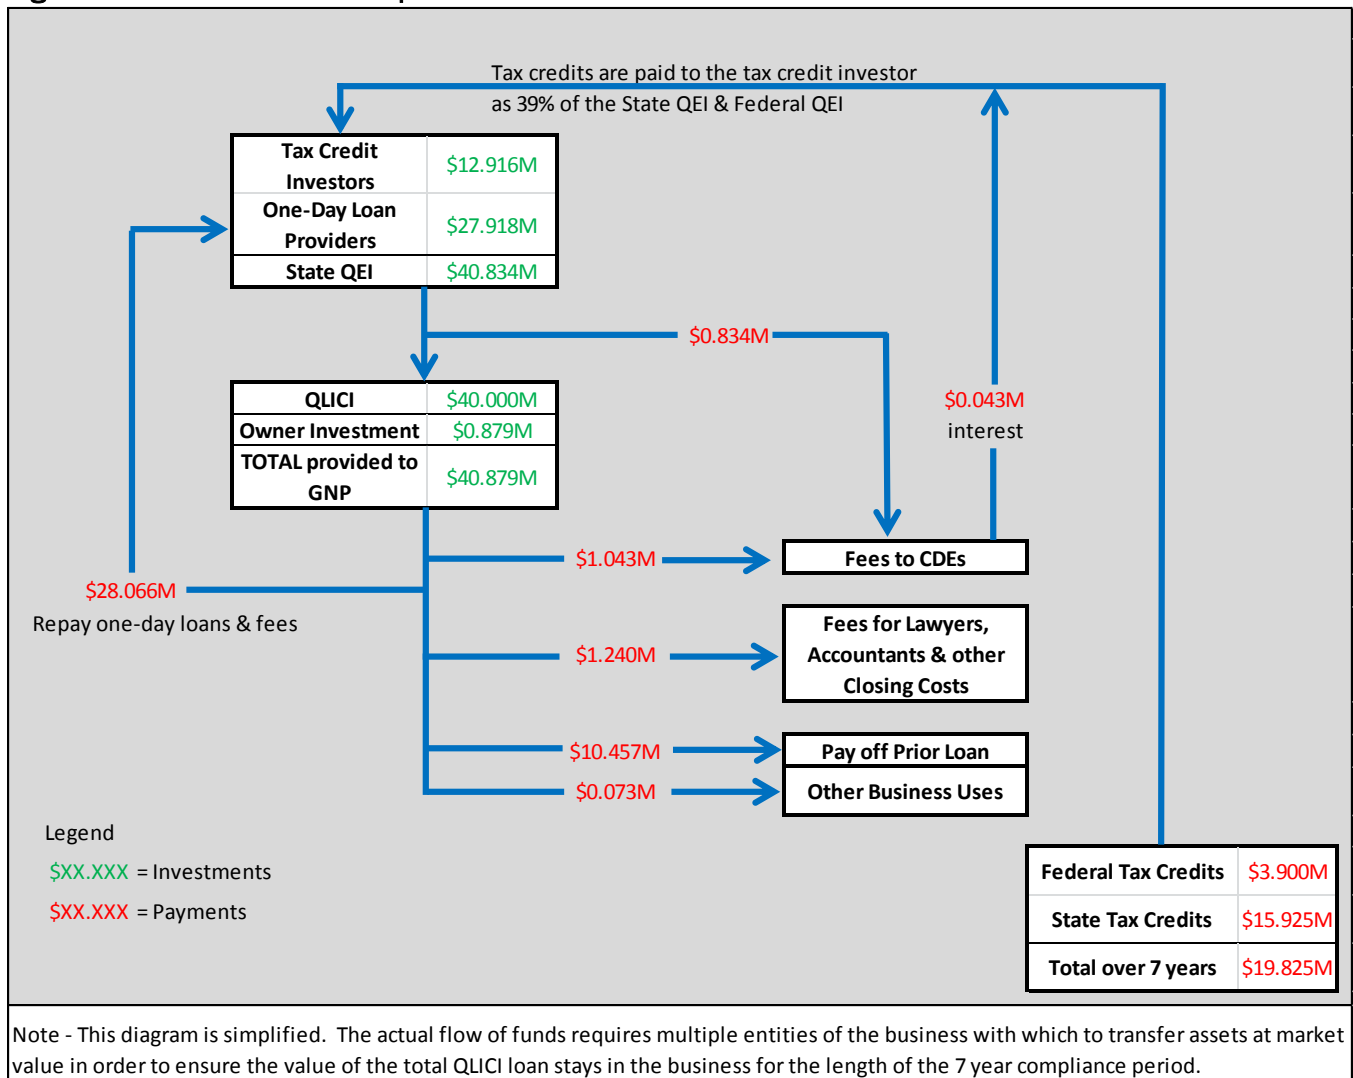 Tax credits are paid to the tax credit investor
as 39% of the State QEI & Federal QEI
Tax Credit
Investors
$12.916M
One-Day Loan
Providers
$27.918M
State QEI
$40.834M
$0.834M
QLICI
$40.000M
Owner Investment
$0.879M
TOTAL provided to
GNP
$40.879M
$0.043M
interest
$1.043M
Fees to CDEs
$28.066M
Repay one-day loans & fees
$1.240M
Fees for Lawyers,
Accountants & other
Closing Costs
$10.457M
Pay off Prior Loan
$0.073M
Other Business Uses
Legend
$XX.XXX = Investments
$XX.XXX = Payments
Federal Tax Credits
$3.900M
State Tax Credits
$15.925M
Total over 7 years
$19.825M
Note - This diagram is simplified. The actual flow of funds requires multiple entities of the business with which to transfer assets at market
value in order to ensure the value of the total QLICI loan stays in the business for the length of the 7 year compliance period.